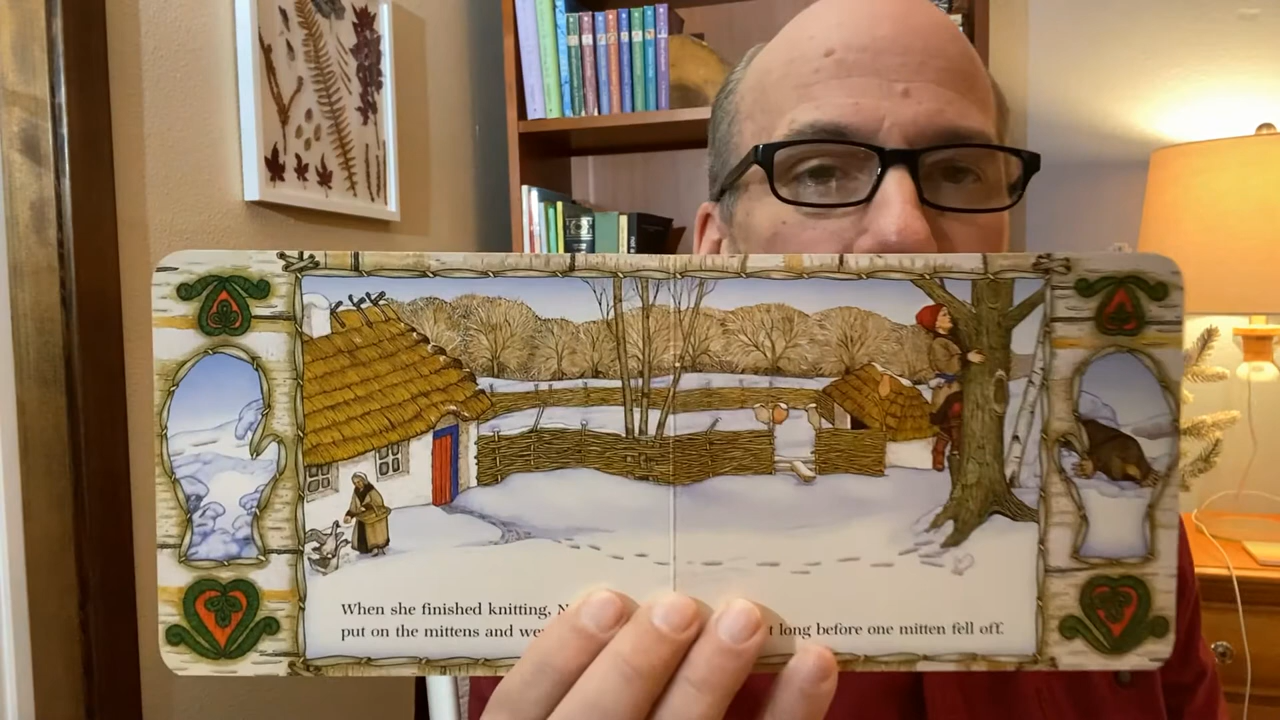 When she finished knitting, N
put on the mittens and we t long before one mitten fell off.